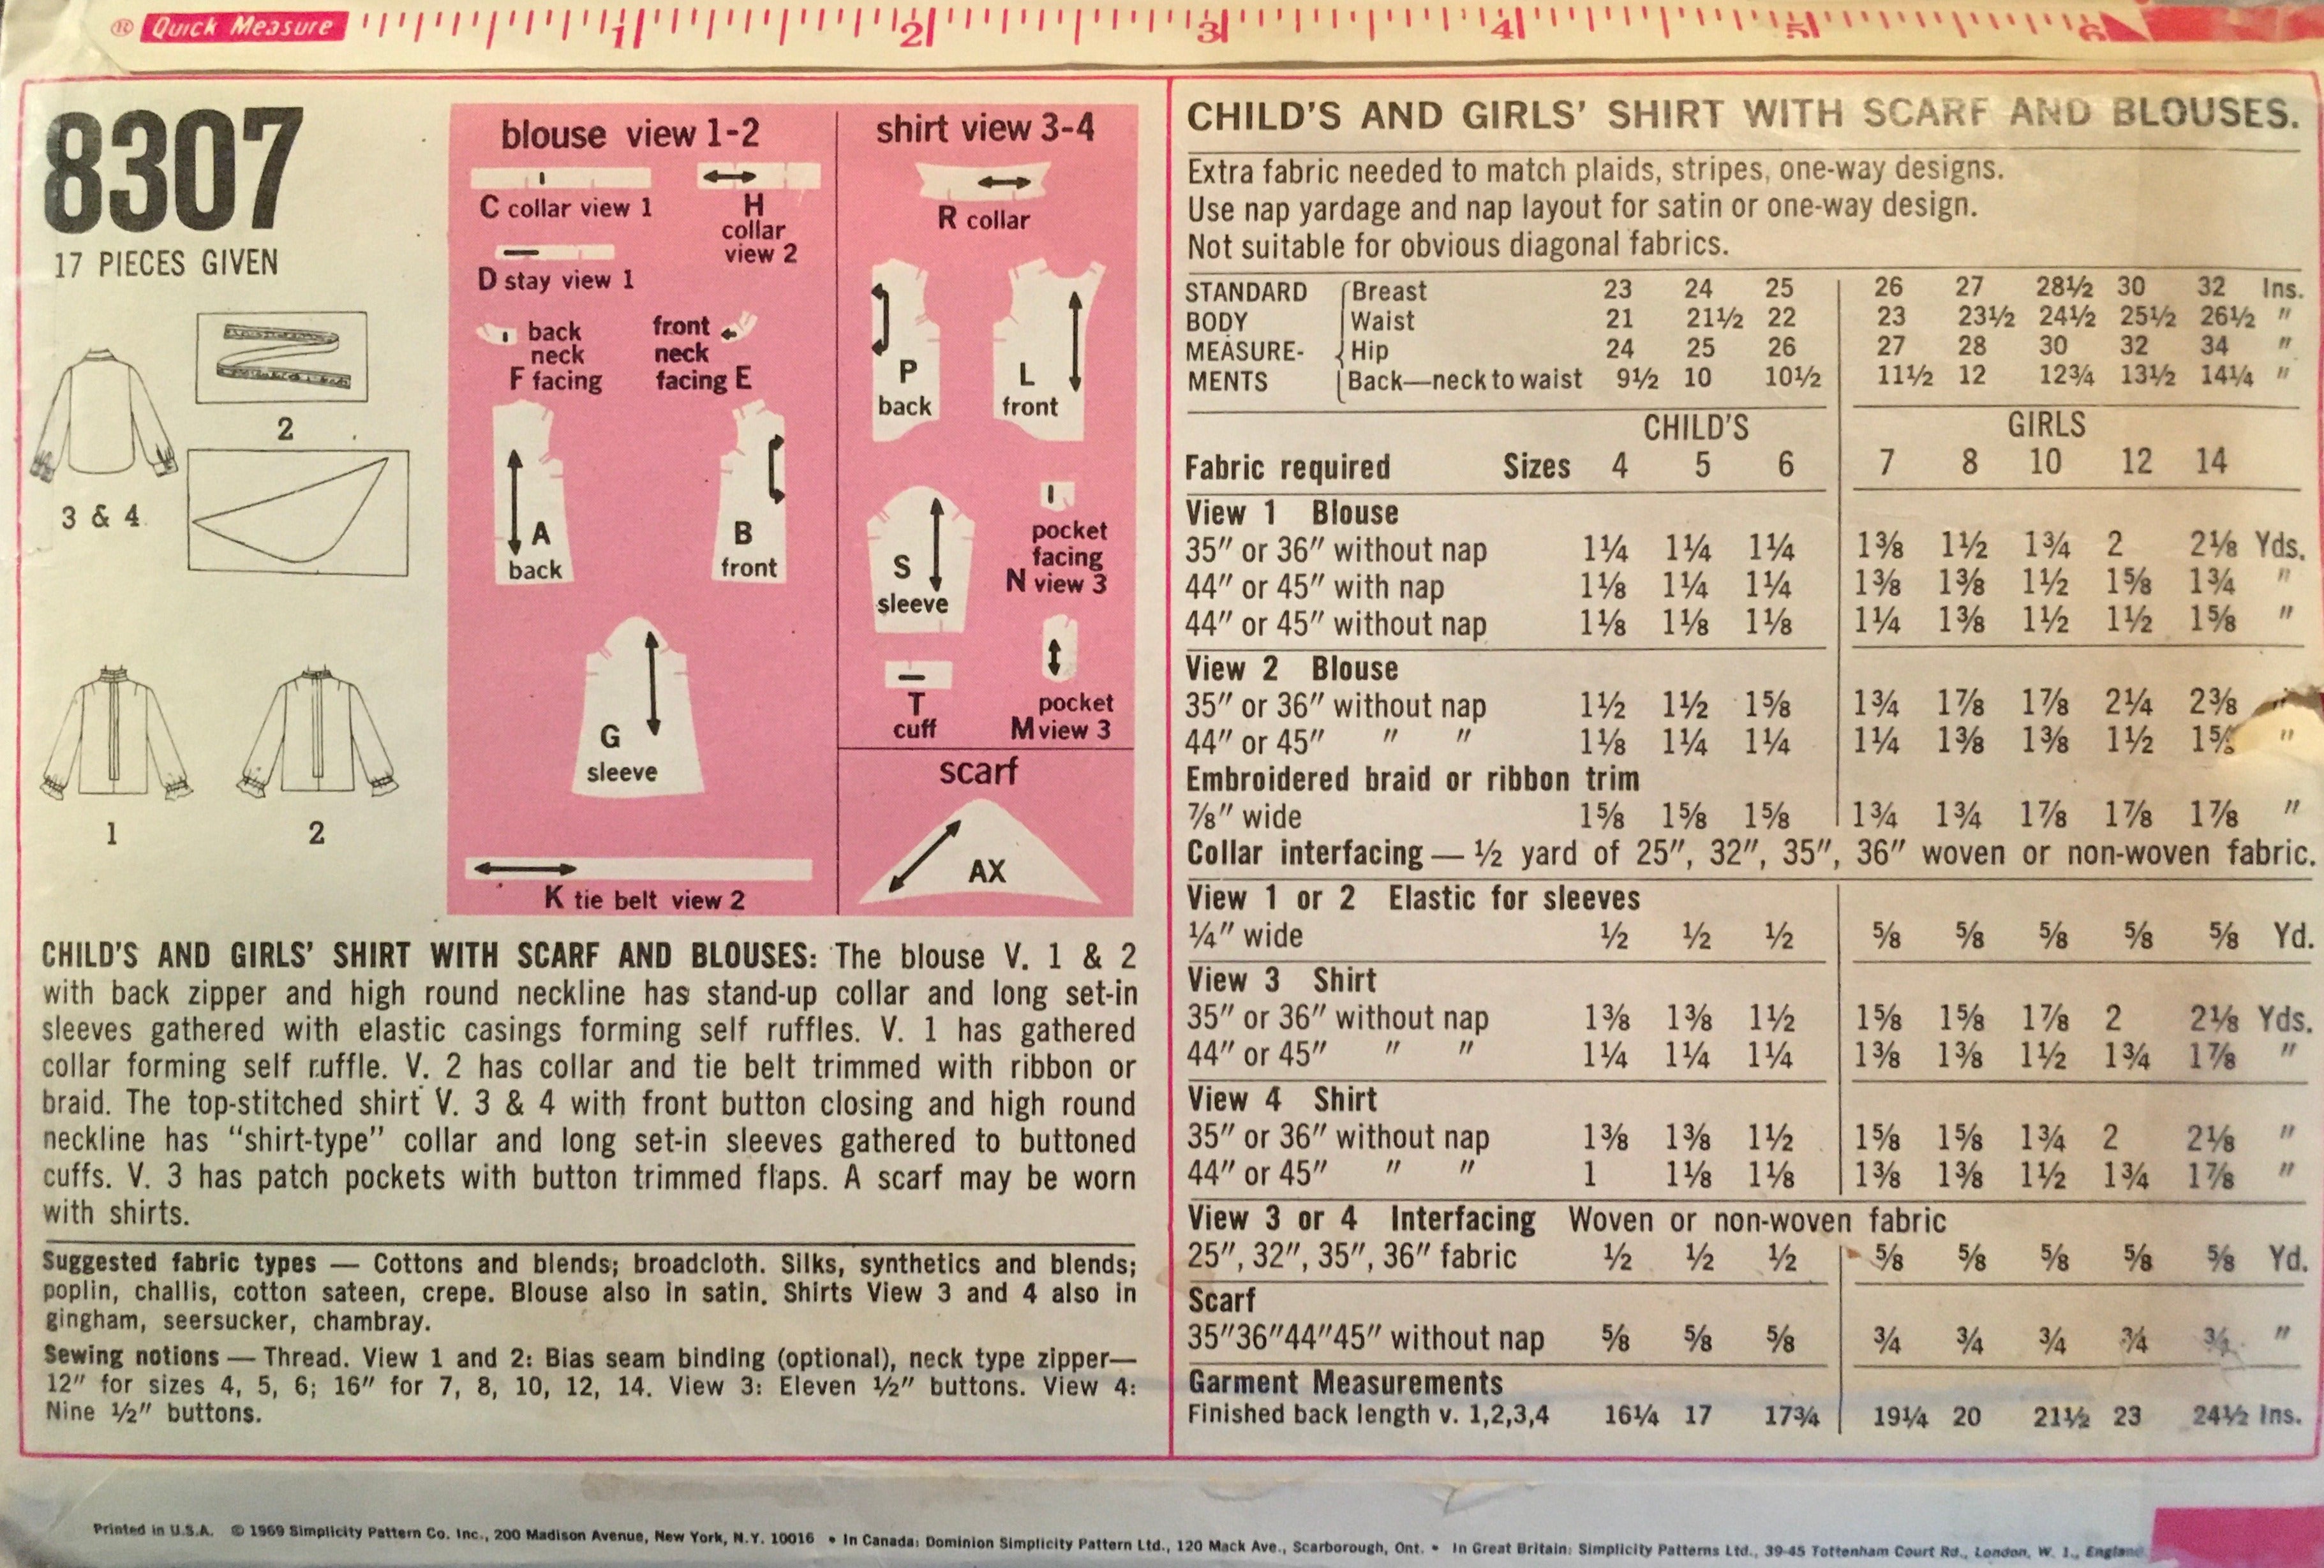 ® Quick Measure 1 2 3 4 5 6
8307
17 PIECES GIVEN
2
3 & 4
1
2
blouse view 1-2
C collar view 1
H
collar
view 2
D stay view 1
back
neck
F facing
front
neck
facing E
A
back
B
front
G
sleeve
K tie belt view 2
shirt view 3-4
R collar
P
back
L
front
S
sleeve
pocket
facing
N view 3
T
cuff
pocket
M view 3
scarf
AX
CHILD'S AND GIRLS' SHIRT WITH SCARF AND BLOUSES: The blouse V. 1 & 2
with back zipper and high round neckline has stand-up collar and long set-in
sleeves gathered with elastic casings forming self ruffles. V. 1 has gathered
collar forming self ruffle. V. 2 has collar and tie belt trimmed with ribbon or
braid. The top-stitched shirt V. 3 & 4 with front button closing and high round
neckline has "shirt-type" collar and long set-in sleeves gathered to buttoned
cuffs. V. 3 has patch pockets with button trimmed flaps. A scarf may be worn
with shirts.
Suggested fabric types — Cottons and blends; broadcloth. Silks, synthetics and blends;
poplin, challis, cotton sateen, crepe. Blouse also in satin. Shirts View 3 and 4 also in
gingham, seersucker, chambray.
Sewing notions — Thread. View 1 and 2: Bias seam binding (optional), neck type zipper—
12" for sizes 4, 5, 6; 16" for 7, 8, 10, 12, 14. View 3: Eleven ½" buttons. View 4:
Nine ½" buttons.
CHILD'S AND GIRLS' SHIRT WITH SCARF AND BLOUSES.
Extra fabric needed to match plaids, stripes, one-way designs.
Use nap yardage and nap layout for satin or one-way design.
Not suitable for obvious diagonal fabrics.
STANDARD Breast 23 24 25 26 27 28½ 30 32 Ins.
BODY Waist 21 21½ 22 23 23½ 24½ 25½ 26½ "
MEASURE- Hip 24 25 26 27 28 30 32 34 "
MENTS Back—neck to waist 9½ 10 10½ 11½ 12 12¾ 13½ 14¼ "
CHILD'S GIRLS
Fabric required Sizes 4 5 6 7 8 10 12 14
View 1 Blouse
35" or 36" without nap 1¼ 1¼ 1¼ 1⅜ 1½ 1¾ 2 2⅛ Yds.
44" or 45" with nap 1⅛ 1¼ 1¼ 1⅜ 1⅜ 1½ 1⅝ 1¾ "
44" or 45" without nap 1⅛ 1⅛ 1⅛ 1¼ 1⅜ 1½ 1½ 1⅝ "
View 2 Blouse
35" or 36" without nap 1½ 1½ 1⅝ 1¾ 1⅞ 1⅞ 2¼ 2⅜ "
44" or 45" " " 1⅛ 1¼ 1¼ 1¼ 1⅜ 1⅜ 1½ 1⅝ "
Embroidered braid or ribbon trim
⅞" wide 1⅝ 1⅝ 1⅝ 1¾ 1¾ 1⅞ 1⅞ 1⅞ "
Collar interfacing — ½ yard of 25", 32", 35", 36" woven or non-woven fabric.
View 1 or 2 Elastic for sleeves
¼" wide ½ ½ ½ ⅝ ⅝ ⅝ ⅝ ⅝ Yd.
View 3 Shirt
35" or 36" without nap 1⅜ 1⅜ 1½ 1⅝ 1⅝ 1⅞ 2 2⅛ Yds.
44" or 45" " " 1¼ 1¼ 1¼ 1⅜ 1⅜ 1½ 1¾ 1⅞ "
View 4 Shirt
35" or 36" without nap 1⅜ 1⅜ 1½ 1⅝ 1⅝ 1¾ 2 2⅛ "
44" or 45" " " 1 1⅛ 1⅛ 1⅜ 1⅜ 1½ 1¾ 1⅞ "
View 3 or 4 Interfacing Woven or non-woven fabric
25", 32", 35", 36" fabric ½ ½ ½ ⅝ ⅝ ⅝ ⅝ ⅝ Yd.
Scarf
35"36"44"45" without nap ⅝ ⅝ ⅝ ¾ ¾ ¾ ¾ ¾ "
Garment Measurements
Finished back length v. 1,2,3,4 16¼ 17 17¾ 19¼ 20 21½ 23 24½ Ins.
Printed in U.S.A. © 1969 Simplicity Pattern Co. Inc., 200 Madison Avenue, New York, N.Y. 10016 • In Canada: Dominion Simplicity Pattern Ltd., 120 Mack Ave., Scarborough, Ont. • In Great Britain: Simplicity Patterns Ltd., 39-45 Tottenham Court Rd., London, W. 1., England